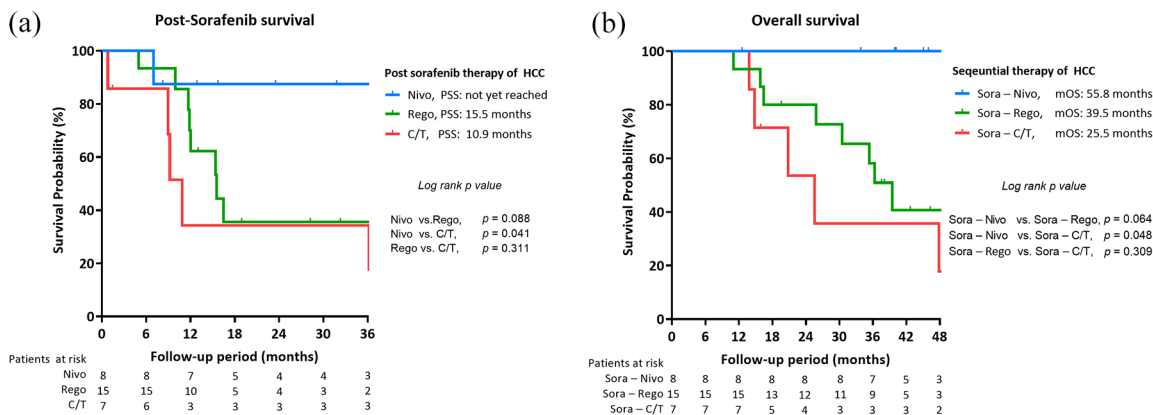 (a)
Post-Sorafenib survival
Survival Probability (%)
100
80
60
40
20
0
0 6 12 18 24 30 36
Follow-up period (months)
Post sorafenib therapy of HCC
Nivo, PSS: not yet reached
Rego, PSS: 15.5 months
C/T, PSS: 10.9 months
Log rank p value
Nivo vs.Rego, p = 0.088
Nivo vs. C/T, p = 0.041
Rego vs. C/T, p = 0.311
Patients at risk
Nivo 8 8 7 5 4 4 3
Rego 15 15 10 5 4 3 2
C/T 7 6 3 3 3 3 3
(b)
Overall survival
Survival Probability (%)
100
80
60
40
20
0
0 6 12 18 24 30 36 42 48
Follow-up period (months)
Seqeuntial therapy of HCC
Sora – Nivo, mOS: 55.8 months
Sora – Rego, mOS: 39.5 months
Sora – C/T, mOS: 25.5 months
Log rank p value
Sora – Nivo vs. Sora – Rego, p = 0.064
Sora – Nivo vs. Sora – C/T, p = 0.048
Sora – Rego vs. Sora – C/T, p = 0.309
Patients at risk
Sora – Nivo 8 8 8 8 8 8 7 5 3
Sora – Rego 15 15 15 13 12 11 9 5 3
Sora – C/T 7 7 7 5 4 3 3 3 2